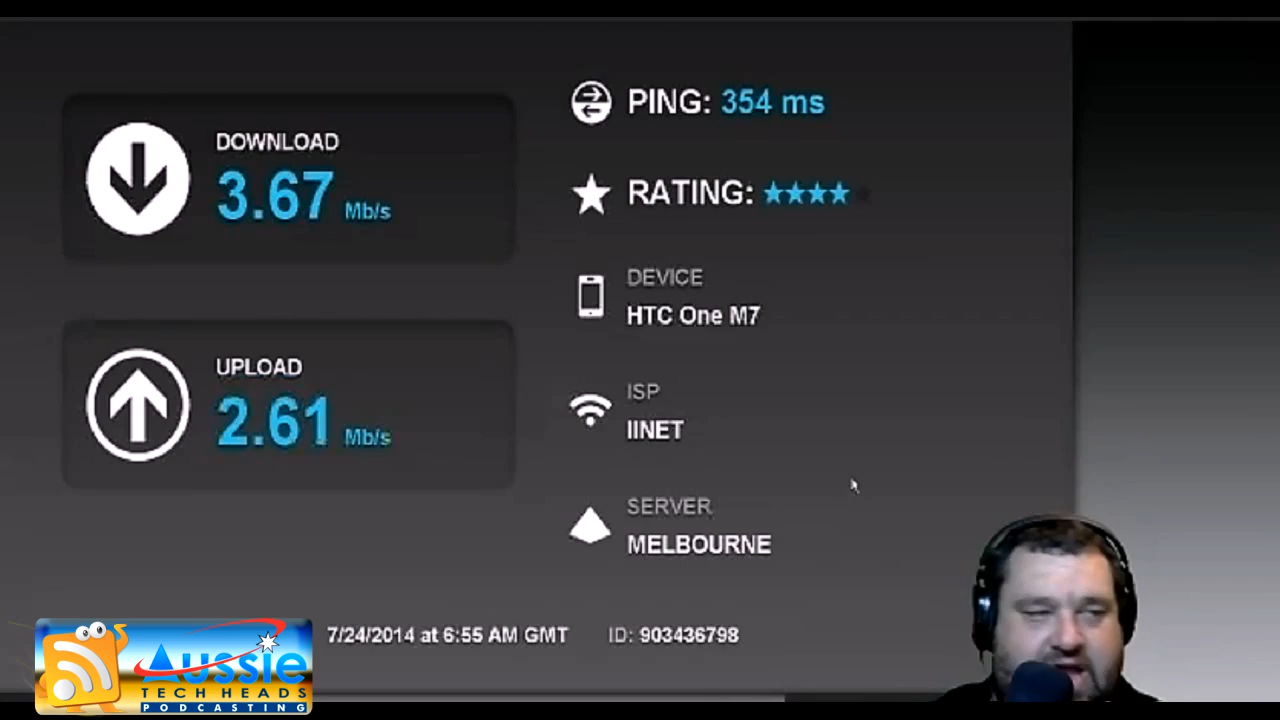 DOWNLOAD
3.67 Mb/s
UPLOAD
2.61 Mb/s
PING: 354 ms
RATING:
DEVICE
HTC One M7
ISP
IINET
SERVER
MELBOURNE
7/24/2014 at 6:55 AM GMT
ID: 903436798
Aussie
TECH HEADS
PODCASTING